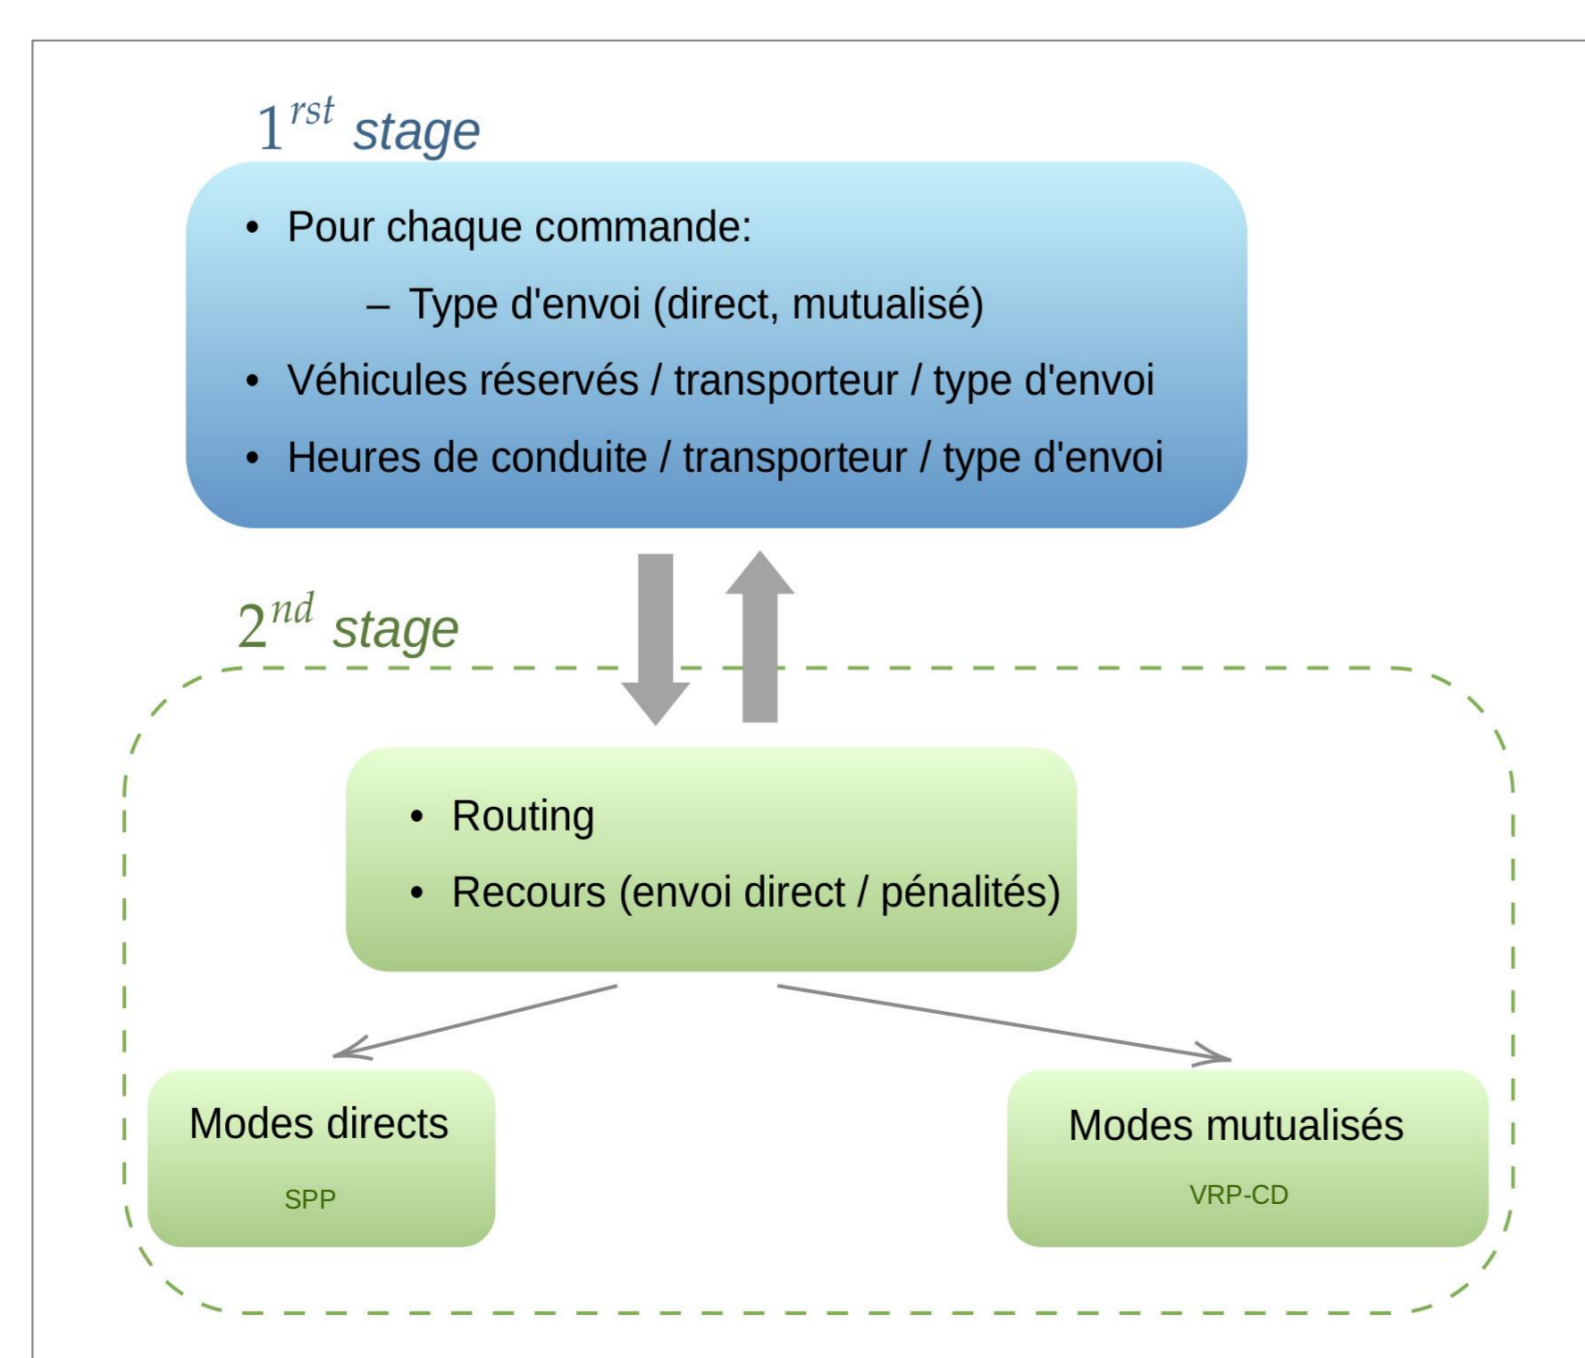 1rst stage
• Pour chaque commande:
– Type d'envoi (direct, mutualisé)
• Véhicules réservés / transporteur / type d'envoi
• Heures de conduite / transporteur / type d'envoi
2nd stage
• Routing
• Recours (envoi direct / pénalités)
Modes directs
SPP
Modes mutualisés
VRP-CD